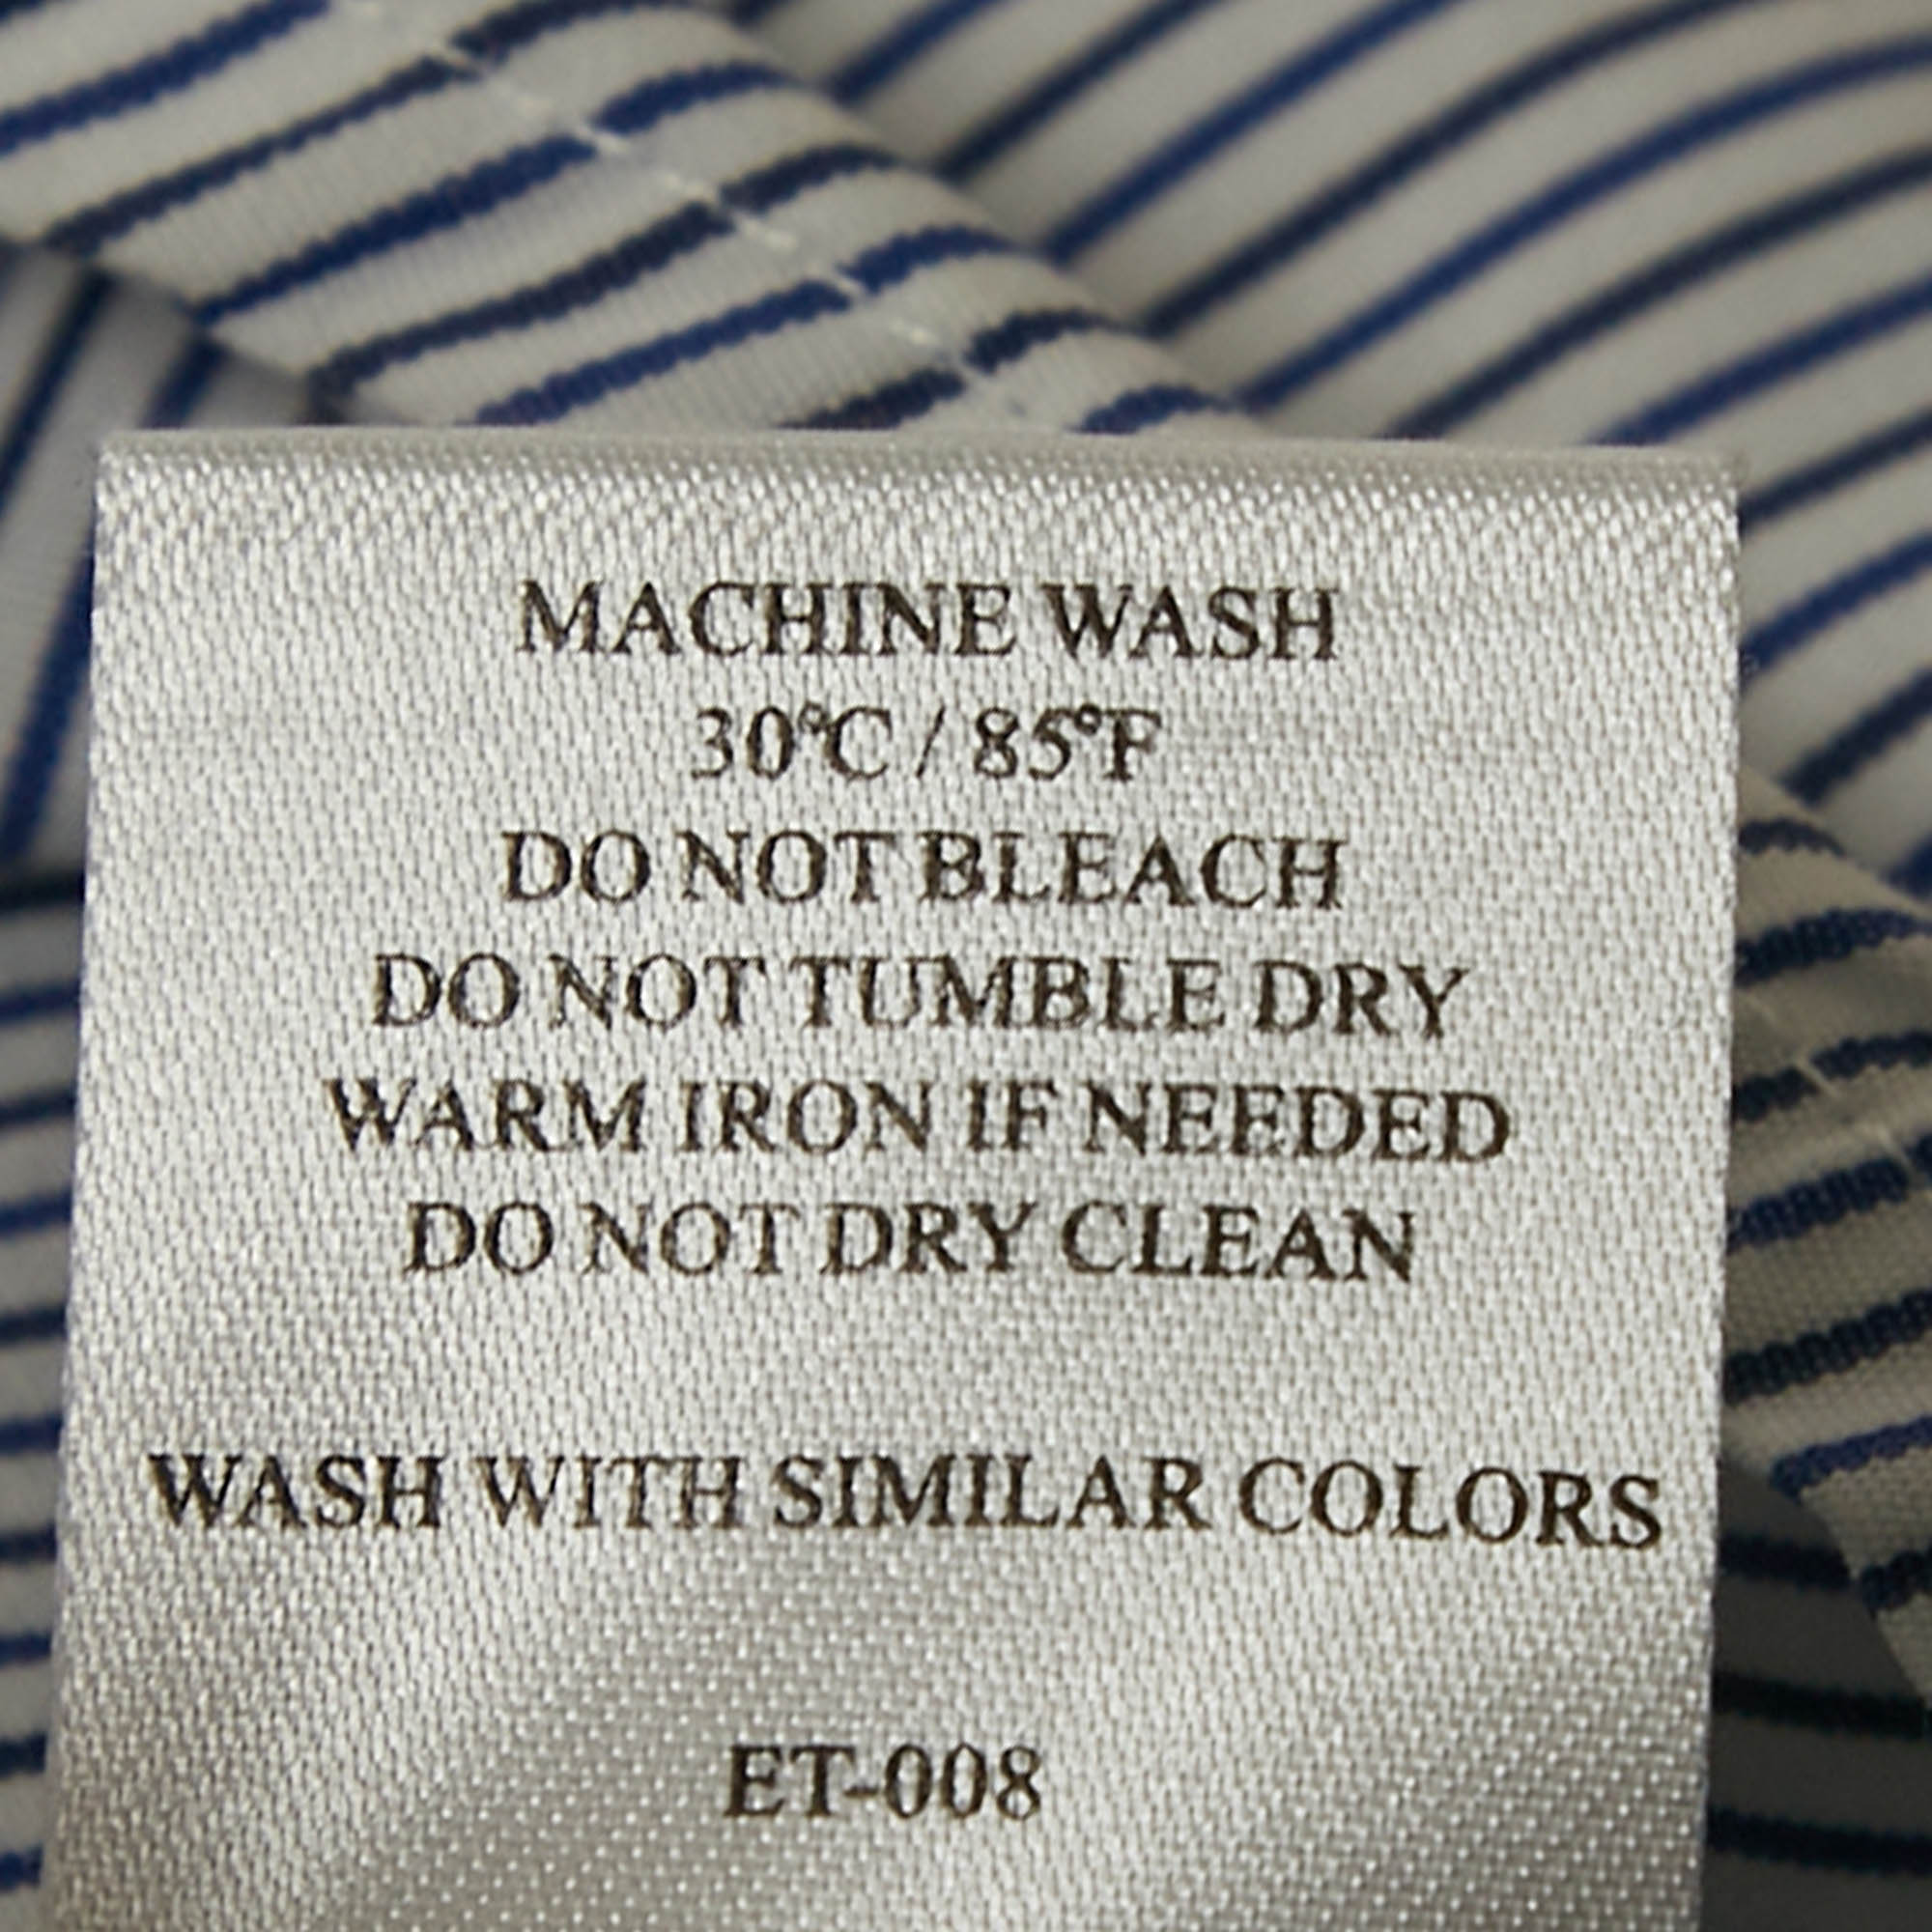 MACHINE WASH
30°C / 85°F
DO NOT BLEACH
DO NOT TUMBLE DRY
WARM IRON IF NEEDED
DO NOT DRY CLEAN
WASH WITH SIMILAR COLORS
ET-008